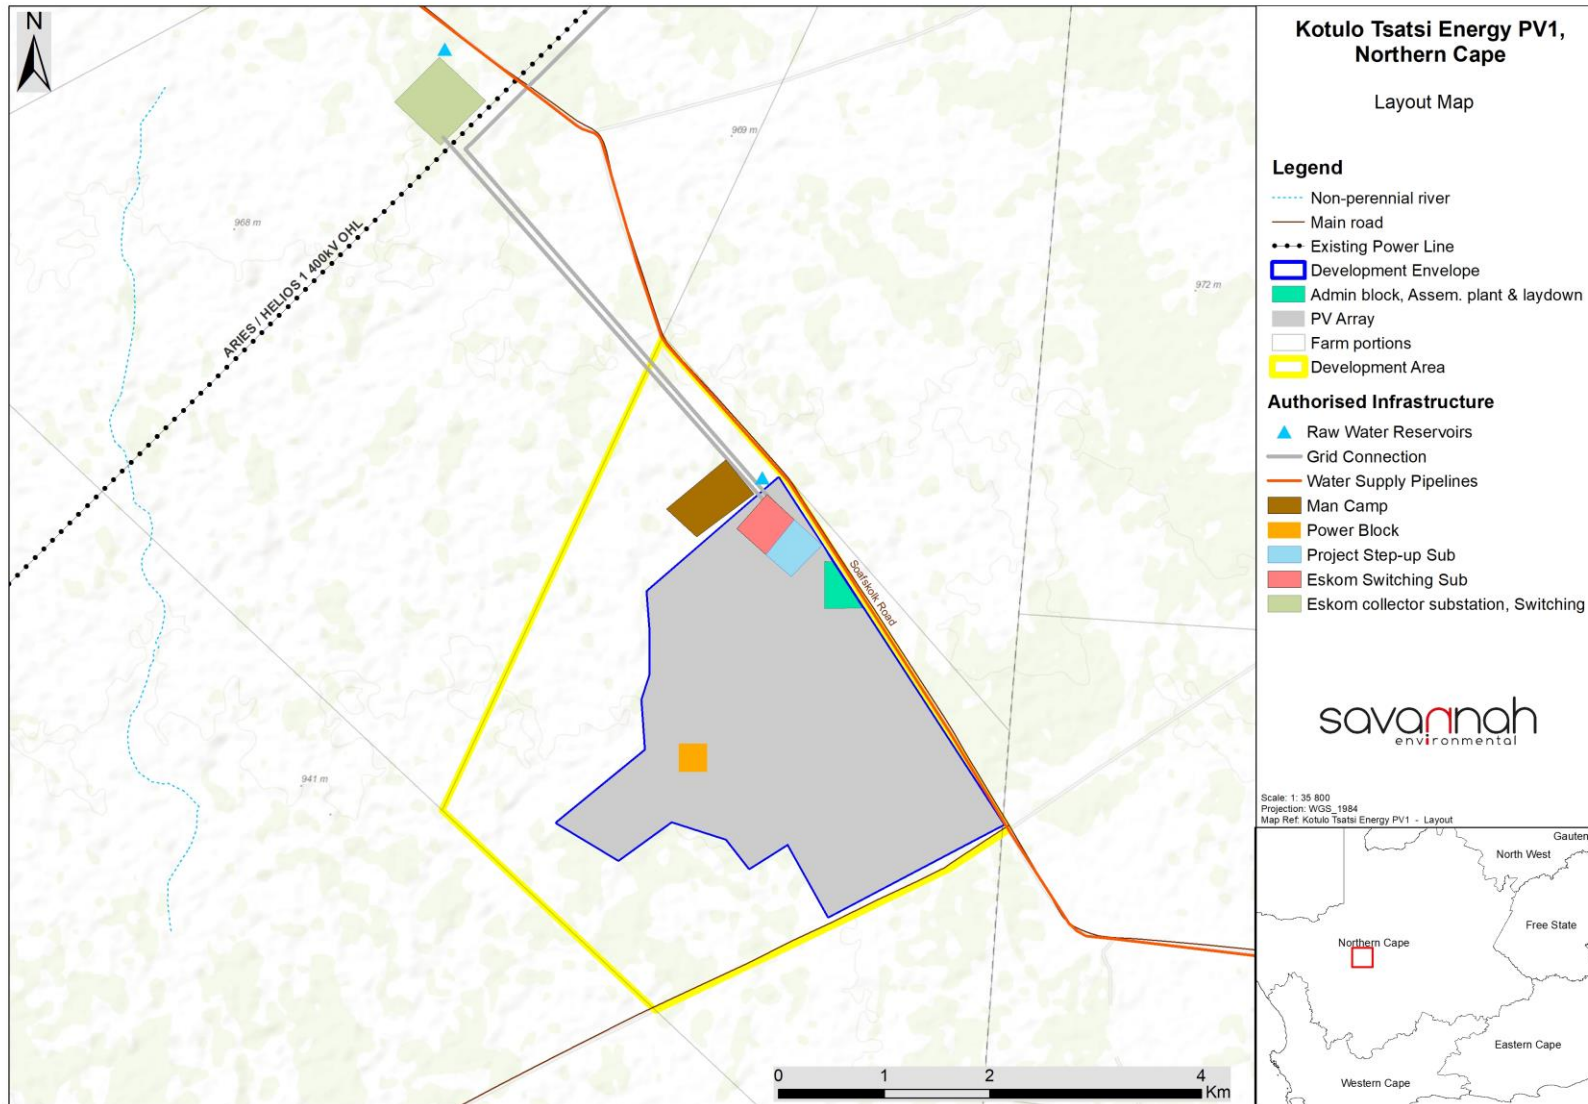 N
Kotulo Tsatsi Energy PV1,
Northern Cape
Layout Map
Legend
Non-perennial river
Main road
Existing Power Line
Development Envelope
Admin block, Assem. plant & laydown
PV Array
Farm portions
Development Area
Authorised Infrastructure
Raw Water Reservoirs
Grid Connection
Water Supply Pipelines
Man Camp
Power Block
Project Step-up Sub
Eskom Switching Sub
Eskom collector substation, Switching
savannah
environmental
Scale: 1: 35 800
Projection: WGS_1984
Map Ref: Kotulo Tsatsi Energy PV1 - Layout
Gauten
North West
Free State
Northern Cape
Eastern Cape
Western Cape
969 m
968 m
972 m
941 m
ARIES / HELIOS 1 400kV OHL
Soafskolk Road
0 1 2 4
Km